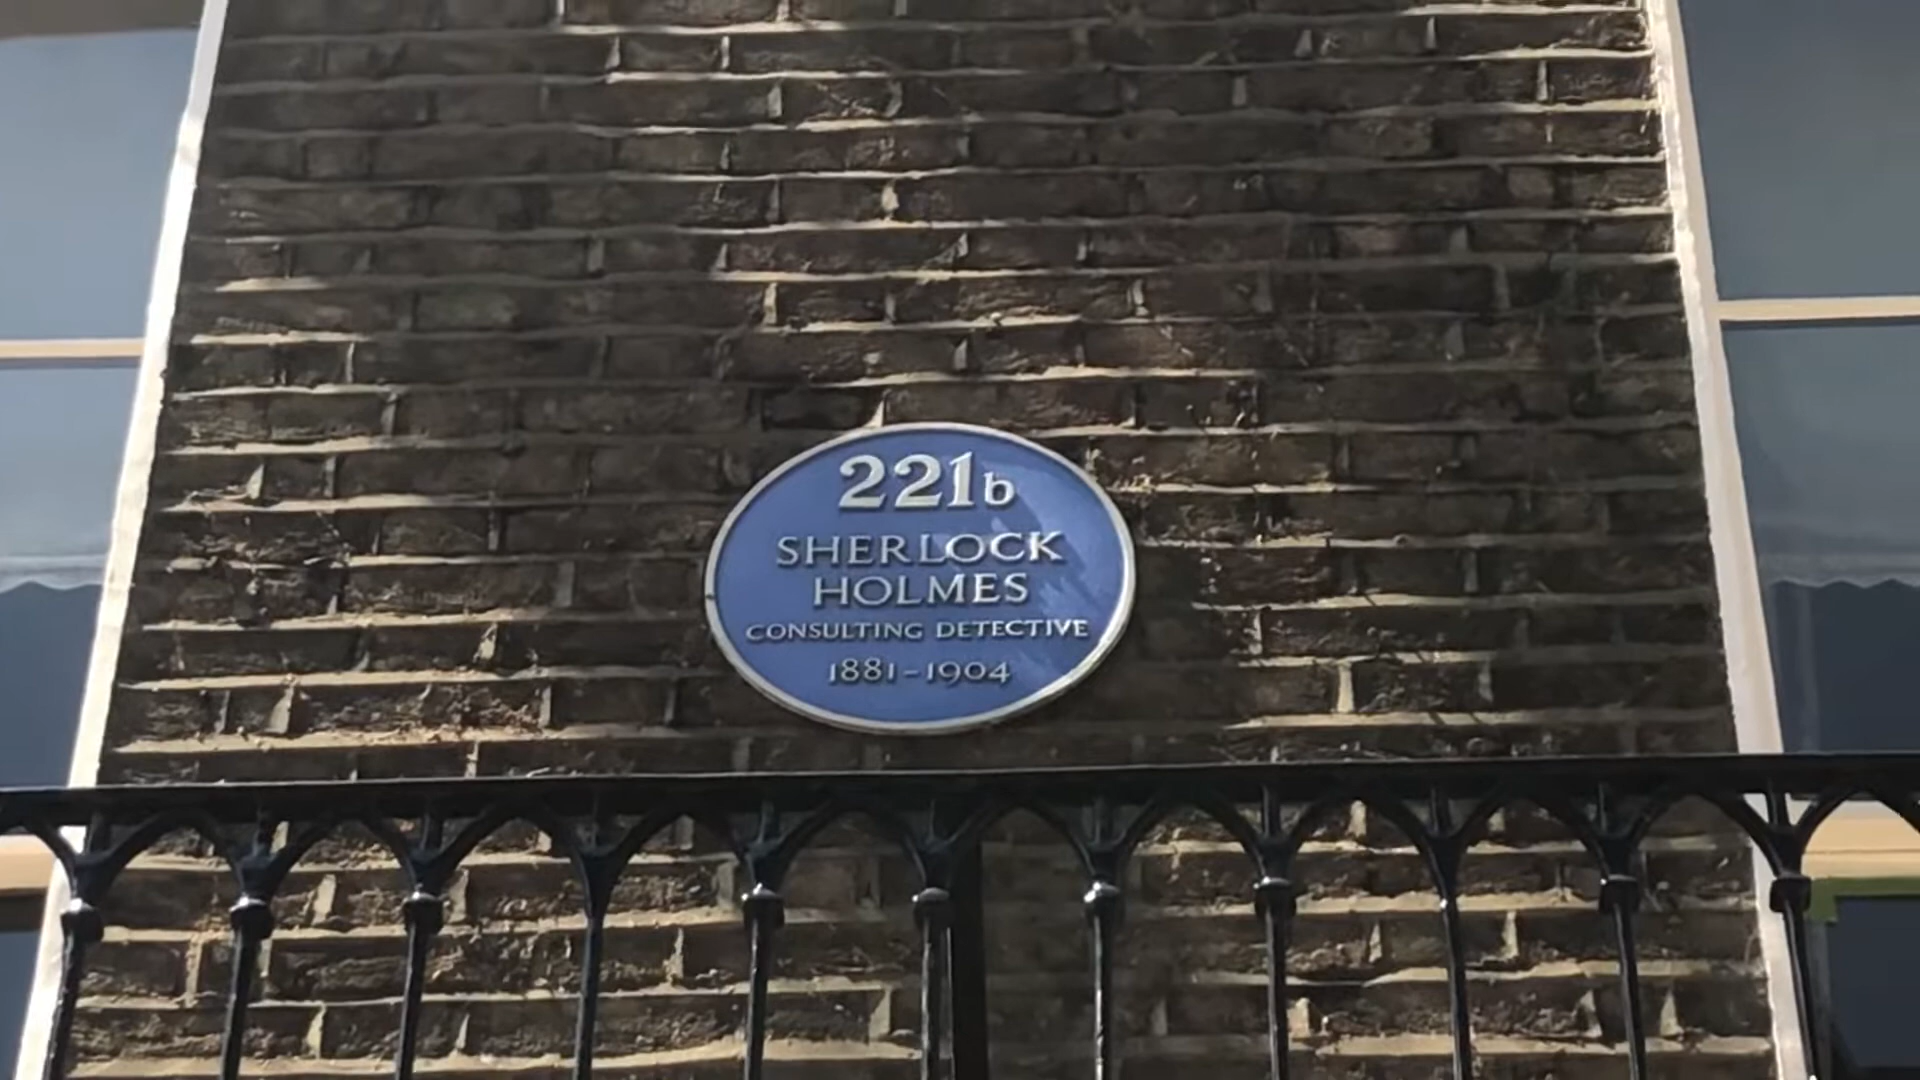 221b
SHERLOCK
HOLMES
CONSULTING DETECTIVE
1881-1904